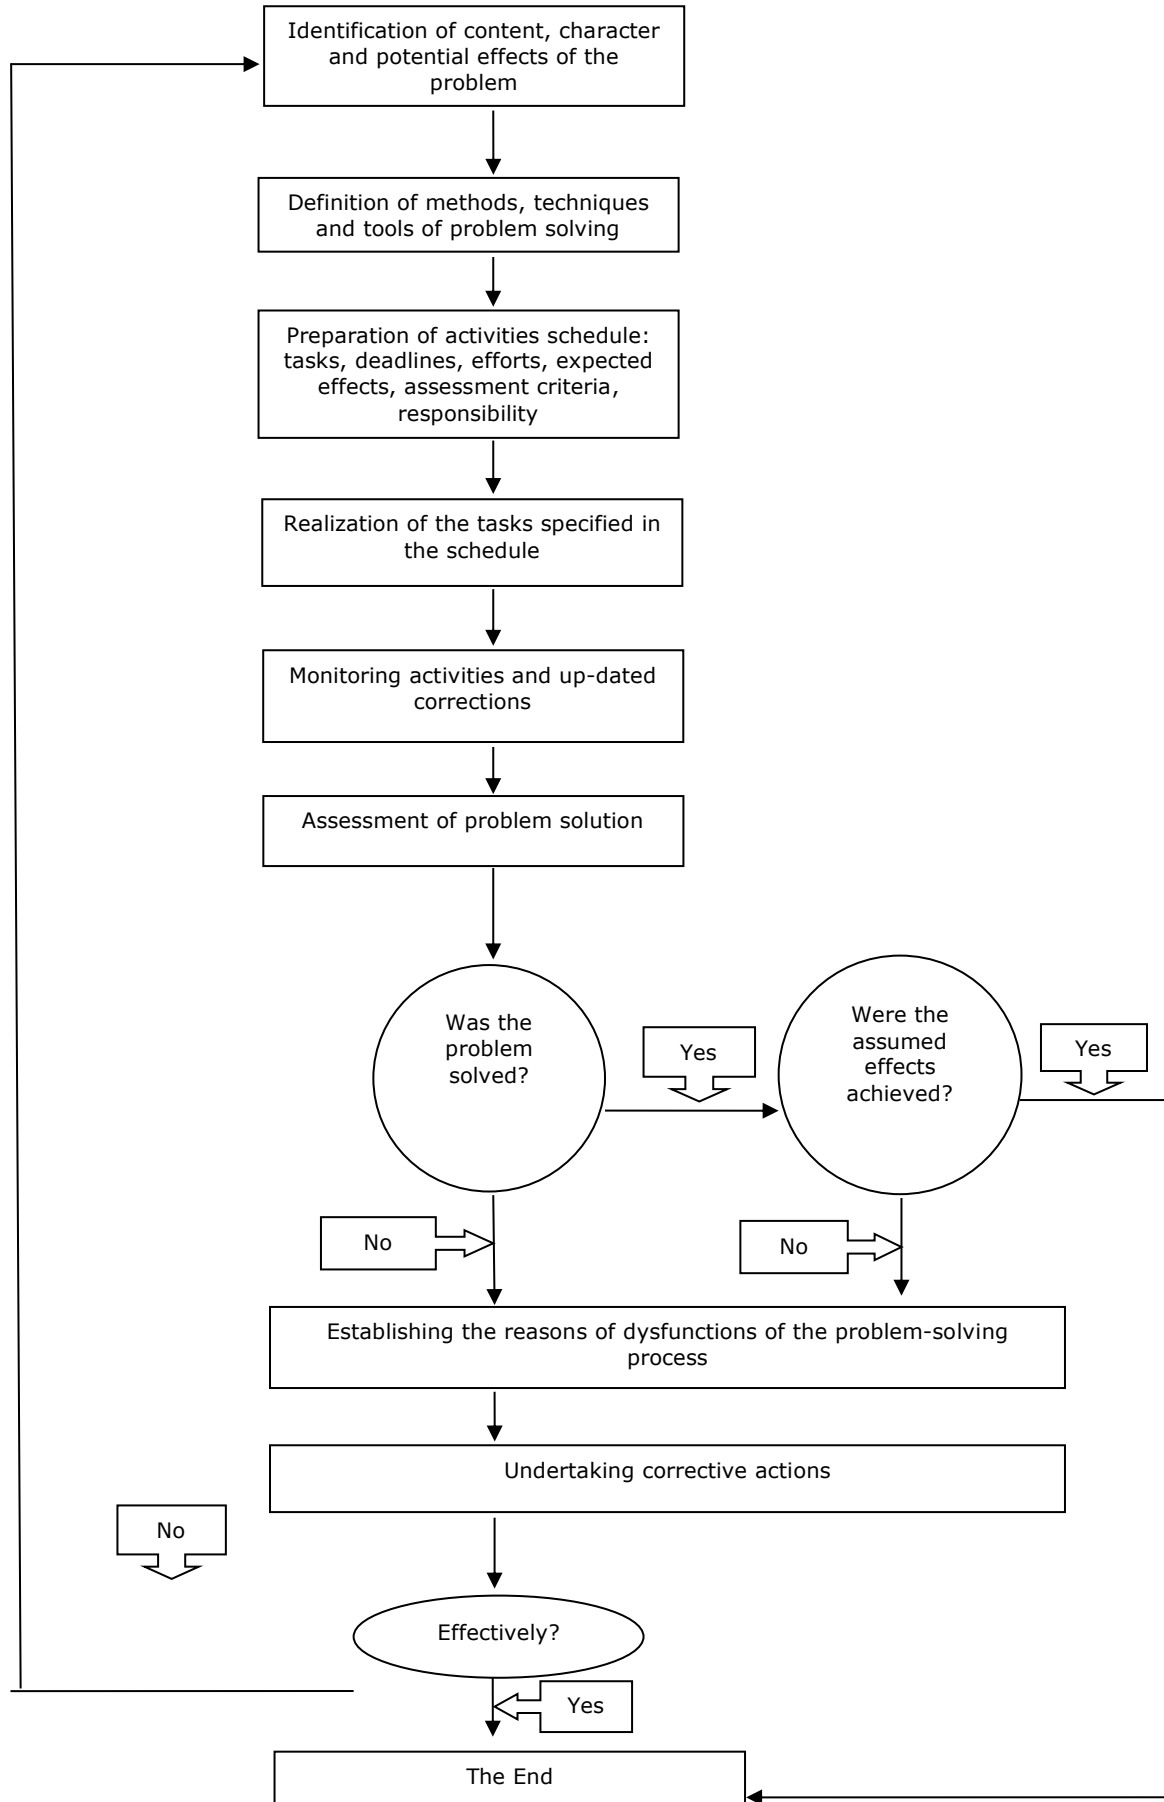 Identification of content, character
and potential effects of the
problem
Definition of methods, techniques
and tools of problem solving
Preparation of activities schedule:
tasks, deadlines, efforts, expected
effects, assessment criteria,
responsibility
Realization of the tasks specified in
the schedule
Monitoring activities and up-dated
corrections
Assessment of problem solution
Was the
problem
solved?
Yes
Were the
assumed
effects
achieved?
Yes
No
No
Establishing the reasons of dysfunctions of the problem-solving
process
Undertaking corrective actions
No
Effectively?
Yes
The End